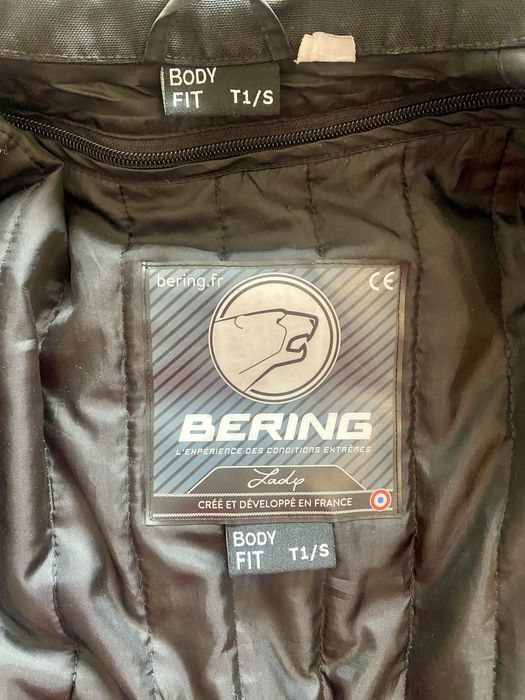 BODY
FIT T1/S
bering.fr CE
BERING
L'EXPÉRIENCE DES CONDITIONS EXTRÊMES
Lady
CRÉÉ ET DÉVELOPPÉ EN FRANCE
BODY
FIT T1/S